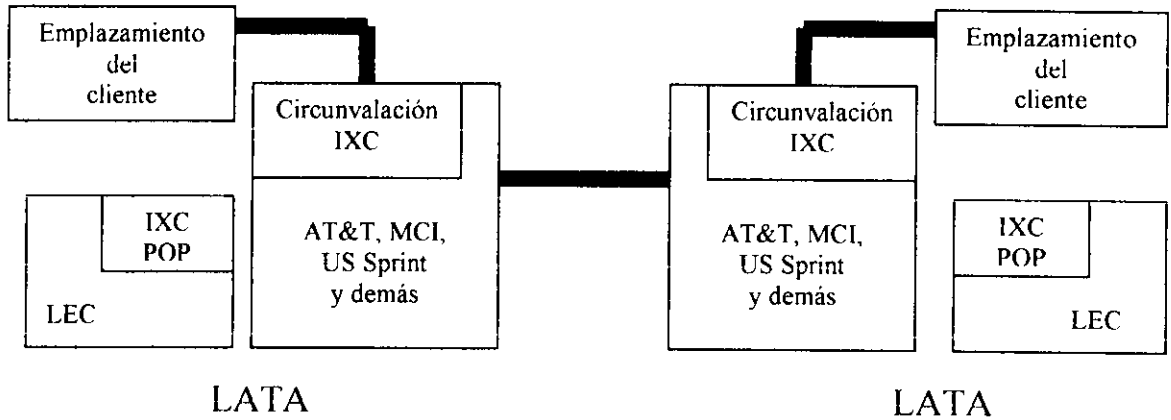 Emplazamiento
del
cliente
Circunvalación
IXC
AT&T, MCI,
US Sprint
y demás
IXC
POP
LEC
LATA
Circunvalación
IXC
AT&T, MCI,
US Sprint
y demás
Emplazamiento
del
cliente
IXC
POP
LEC
LATA